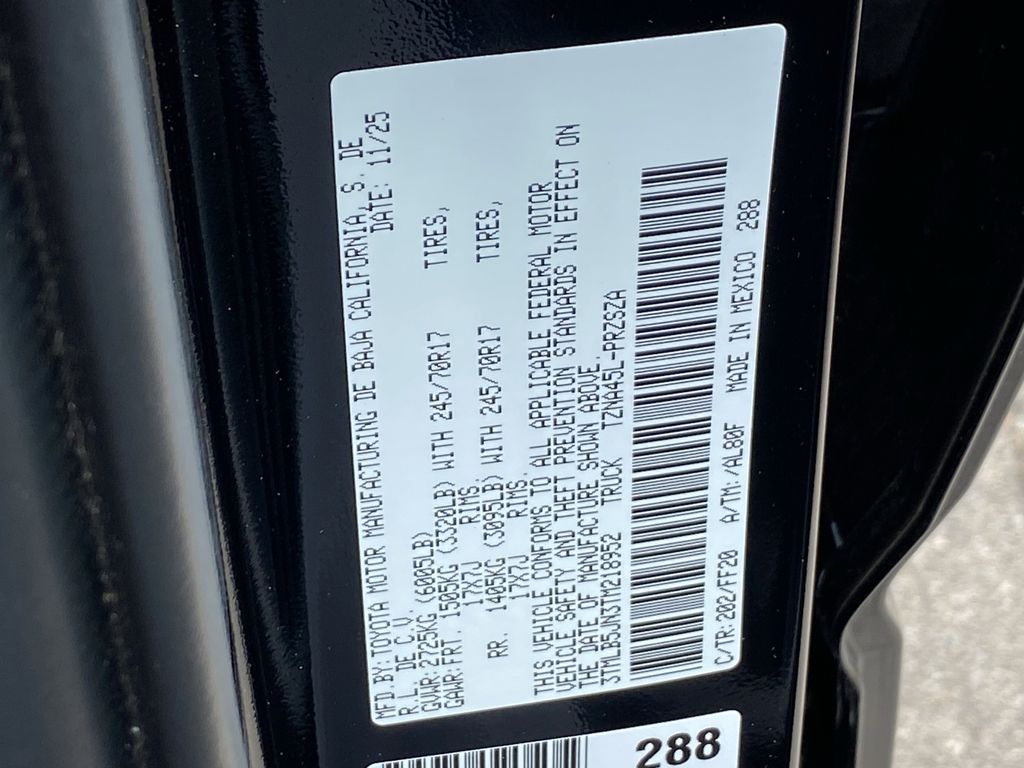 MFD.BY:TOYOTA MOTOR MANUFACTURING DE BAJA CALIFORNIA, S. DE
R.L. DE C.V. DATE: 11/25
GVWR:2725KG (6005LB)
GAWR:FRT. 1505KG (3320LB) WITH 245/70R17 TIRES,
17X7J RIMS.
RR. 1405KG (3095LB) WITH 245/70R17 TIRES,
17X7J RIMS.
THIS VEHICLE CONFORMS TO ALL APPLICABLE FEDERAL MOTOR
VEHICLE SAFETY AND THEFT PREVENTION STANDARDS IN EFFECT ON
THE DATE OF MANUFACTURE SHOWN ABOVE.
3TMLB5JN3TM218952 TRUCK TZNA45L-PRZSZA
C/TR:202/FF20 A/TM:/AL80F MADE IN MEXICO 288
288